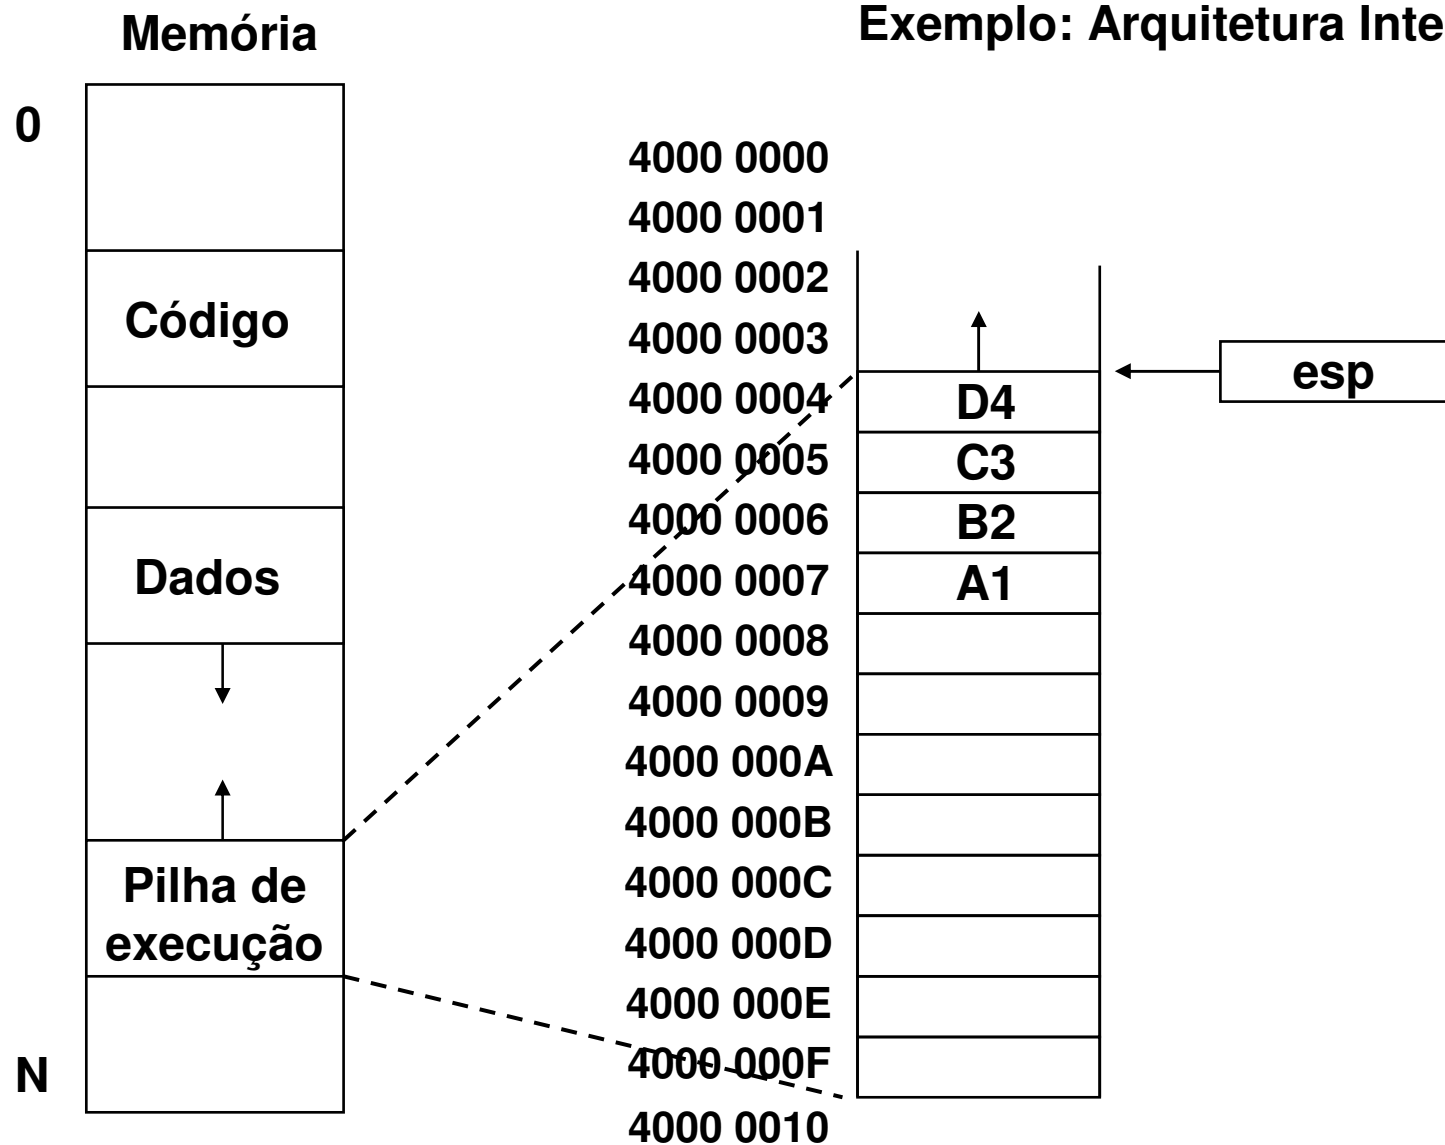 Memória
Exemplo: Arquitetura Inte
0
Código
Dados
Pilha de
execução
N
4000 0000
4000 0001
4000 0002
4000 0003
4000 0004
4000 0005
4000 0006
4000 0007
4000 0008
4000 0009
4000 000A
4000 000B
4000 000C
4000 000D
4000 000E
4000 000F
4000 0010
D4
C3
B2
A1
esp